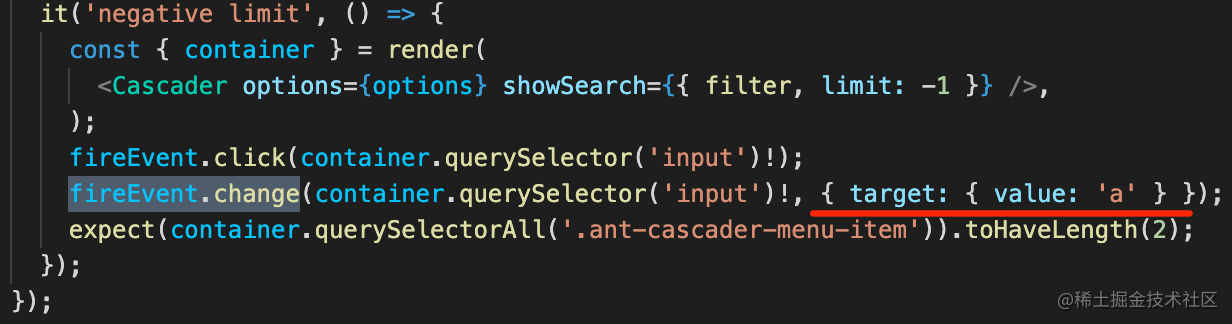 it('negative limit', () => {
const { container } = render(
<Cascader options={options} showSearch={{ filter, limit: -1 }} />,
);
fireEvent.click(container.querySelector('input')!);
fireEvent.change(container.querySelector('input')!, { target: { value: 'a' } });
expect(container.querySelectorAll('.ant-cascader-menu-item')).toHaveLength(2);
});
});
@稀土掘金技术社区